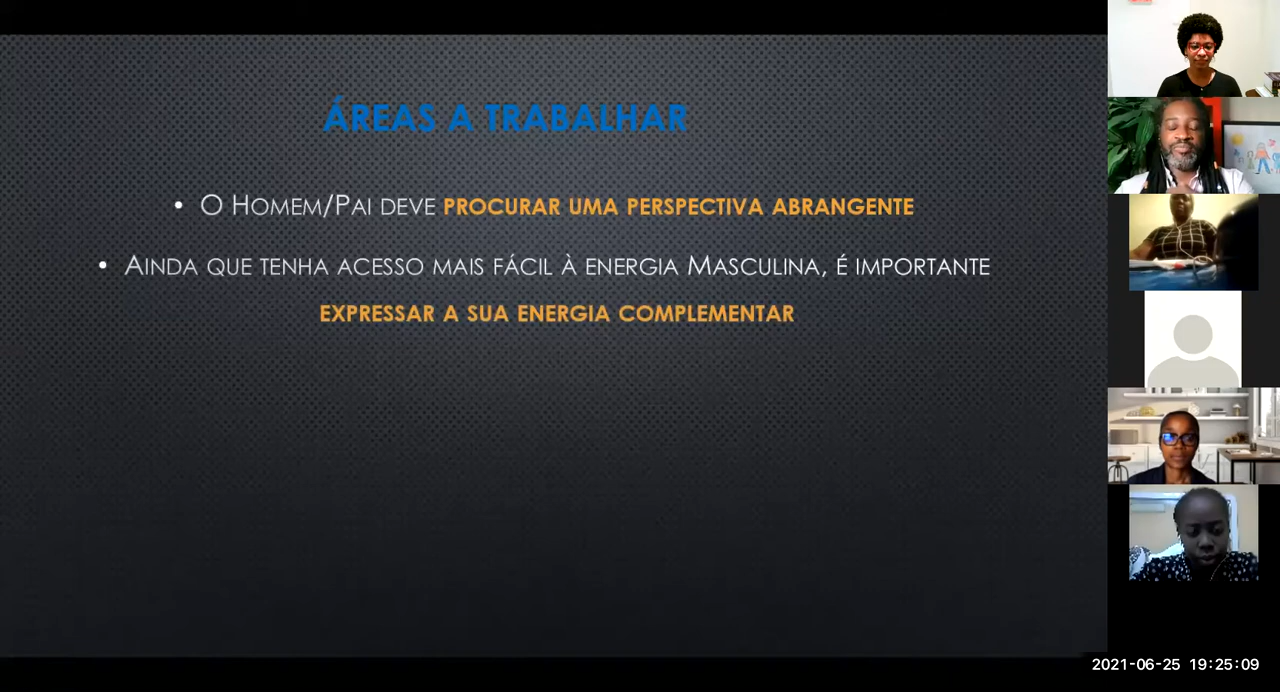 ÁREAS A TRABALHAR
• O HOMEM/PAI DEVE PROCURAR UMA PERSPECTIVA ABRANGENTE
• AINDA QUE TENHA ACESSO MAIS FÁCIL À ENERGIA MASCULINA, É IMPORTANTE
EXPRESSAR A SUA ENERGIA COMPLEMENTAR
2021-06-25 19:25:09